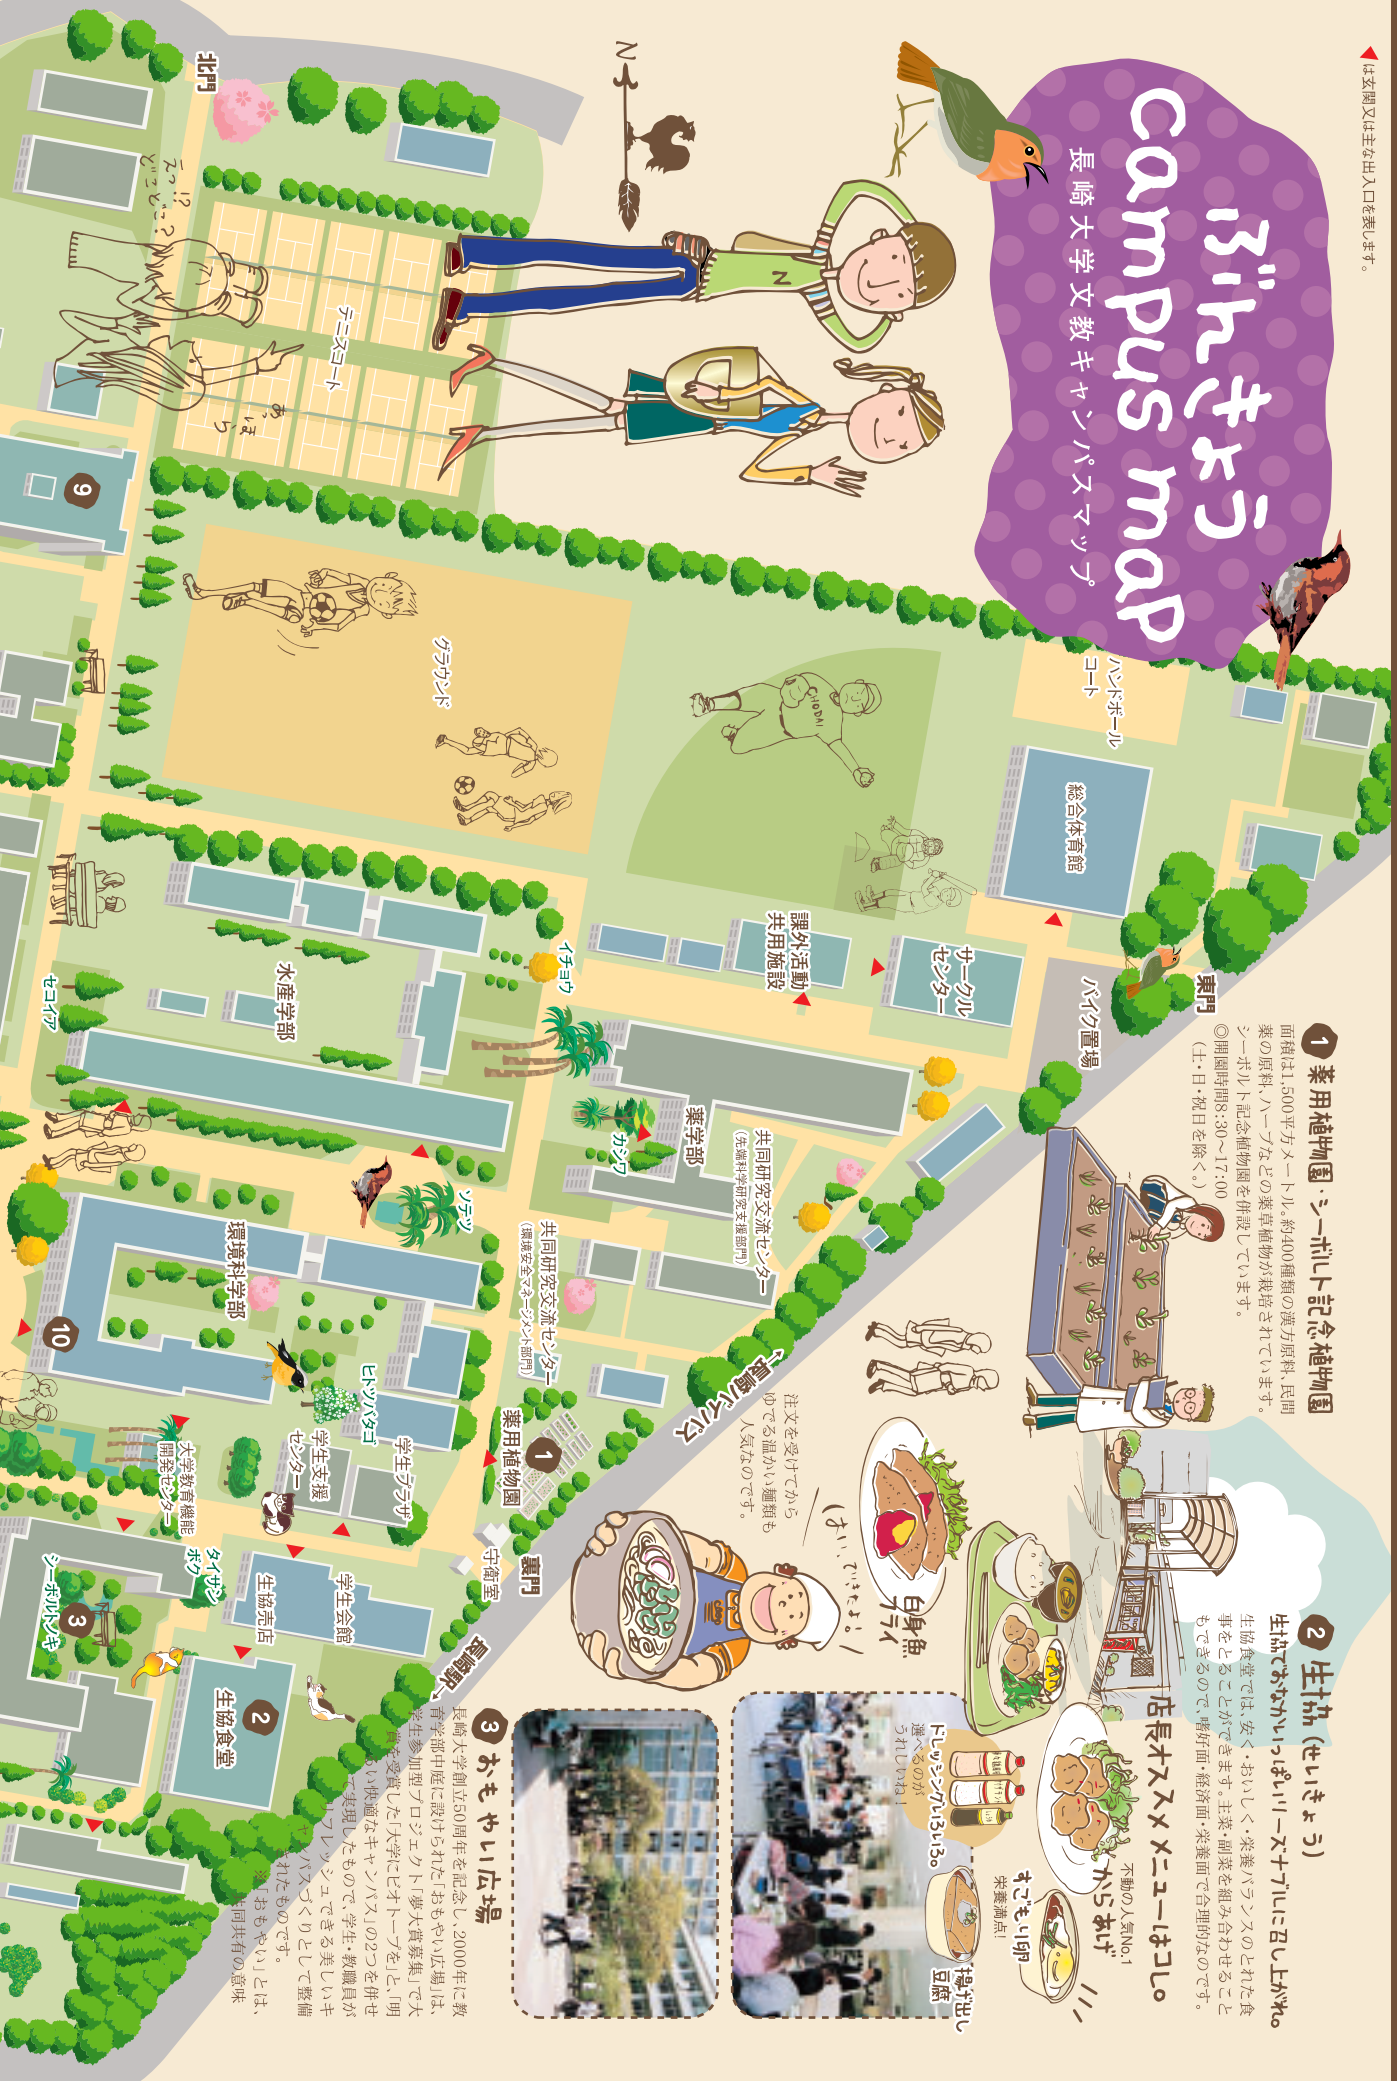 ▲は玄関又は主な出入口を表します。
ぶんきょう
campus map
長崎大学文教キャンパスマップ
N
北門
えっ!?
どこどこ?
あっ
ほら
テニスコート
N
9
グラウンド
CHODAI
ハンドボール
コート
総合体育館
課外活動
共用施設
サークル
センター
東門
バイク置場
イチョウ
水産学部
セコイア
薬学部
カシワ
共同研究交流センター
(先端科学研究支援部門)
ソテツ
共同研究交流センター
(環境安全マネージメント部門)
環境科学部
10
ヒトツバタゴ
学生プラザ
学生支援
センター
大学教育機能
開発センター
薬用植物園
1
←長崎バイパス
裏門
守衛室
長崎駅→
タイサン
ボク
シーボルトノキ
3
学生会館
生協売店
生協食堂
2
1 薬用植物園・シーボルト記念植物園
面積は1,500平方メートル。約400種類の漢方原料、民間
薬の原料、ハーブなどの薬草植物が栽培されています。
シーボルト記念植物園を併設しています。
◎開園時間8:30〜17:00
(土・日・祝日を除く。)
2 生協(せいきょう)
生協でおなかいっぱいリーズナブルに召し上がれ。
生協食堂では、安く・おいしく・栄養バランスのとれた食
事をとることができます。主菜・副菜を組み合わせること
もできるので、嗜好面・経済面・栄養面で合理的なのです。
店長オススメメニューはコレ。
不動の人気No.1
からあげ
すごもり卵
栄養満点!
揚げ出し
豆腐
ドレッシングいろいろ。
選べるのが
うれしいね!
白身魚
フライ
はい、できたよ!
注文を受けてから
ゆでる温かい麺類も
人気なのです。
3 おもやい広場
長崎大学創立50周年を記念し、2000年に教
育学部中庭に設けられた「おもやい広場」は、
学生参加型プロジェクト「夢大賞募集」で大
賞を受賞した「大学にビオトープを」と、「明
るい快適なキャンパス」の2つを併せ
て実現したもので、学生・教職員が
リフレッシュできる美しいキ
ャンパスづくりとして整備
されたものです。
※「おもやい」とは、
共同共有の意味